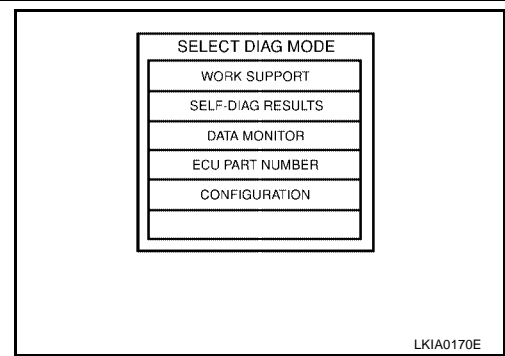 SELECT DIAG MODE
WORK SUPPORT
SELF-DIAG RESULTS
DATA MONITOR
ECU PART NUMBER
CONFIGURATION
LKIA0170E